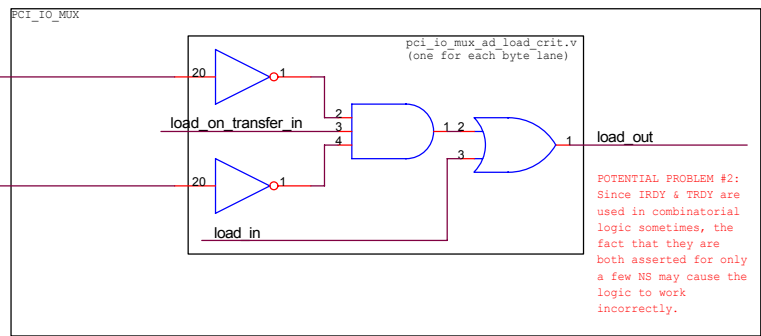 PCI_IO_MUX
pci_io_mux_ad_load_crit.v
(one for each byte lane)
20
1
2
load_on_transfer_in
3
1
2
4
1
load_out
3
20
1
load_in
POTENTIAL PROBLEM #2:
Since IRDY & TRDY are
used in combinatorial
logic sometimes, the
fact that they are
both asserted for only
a few NS may cause the
logic to work
incorrectly.